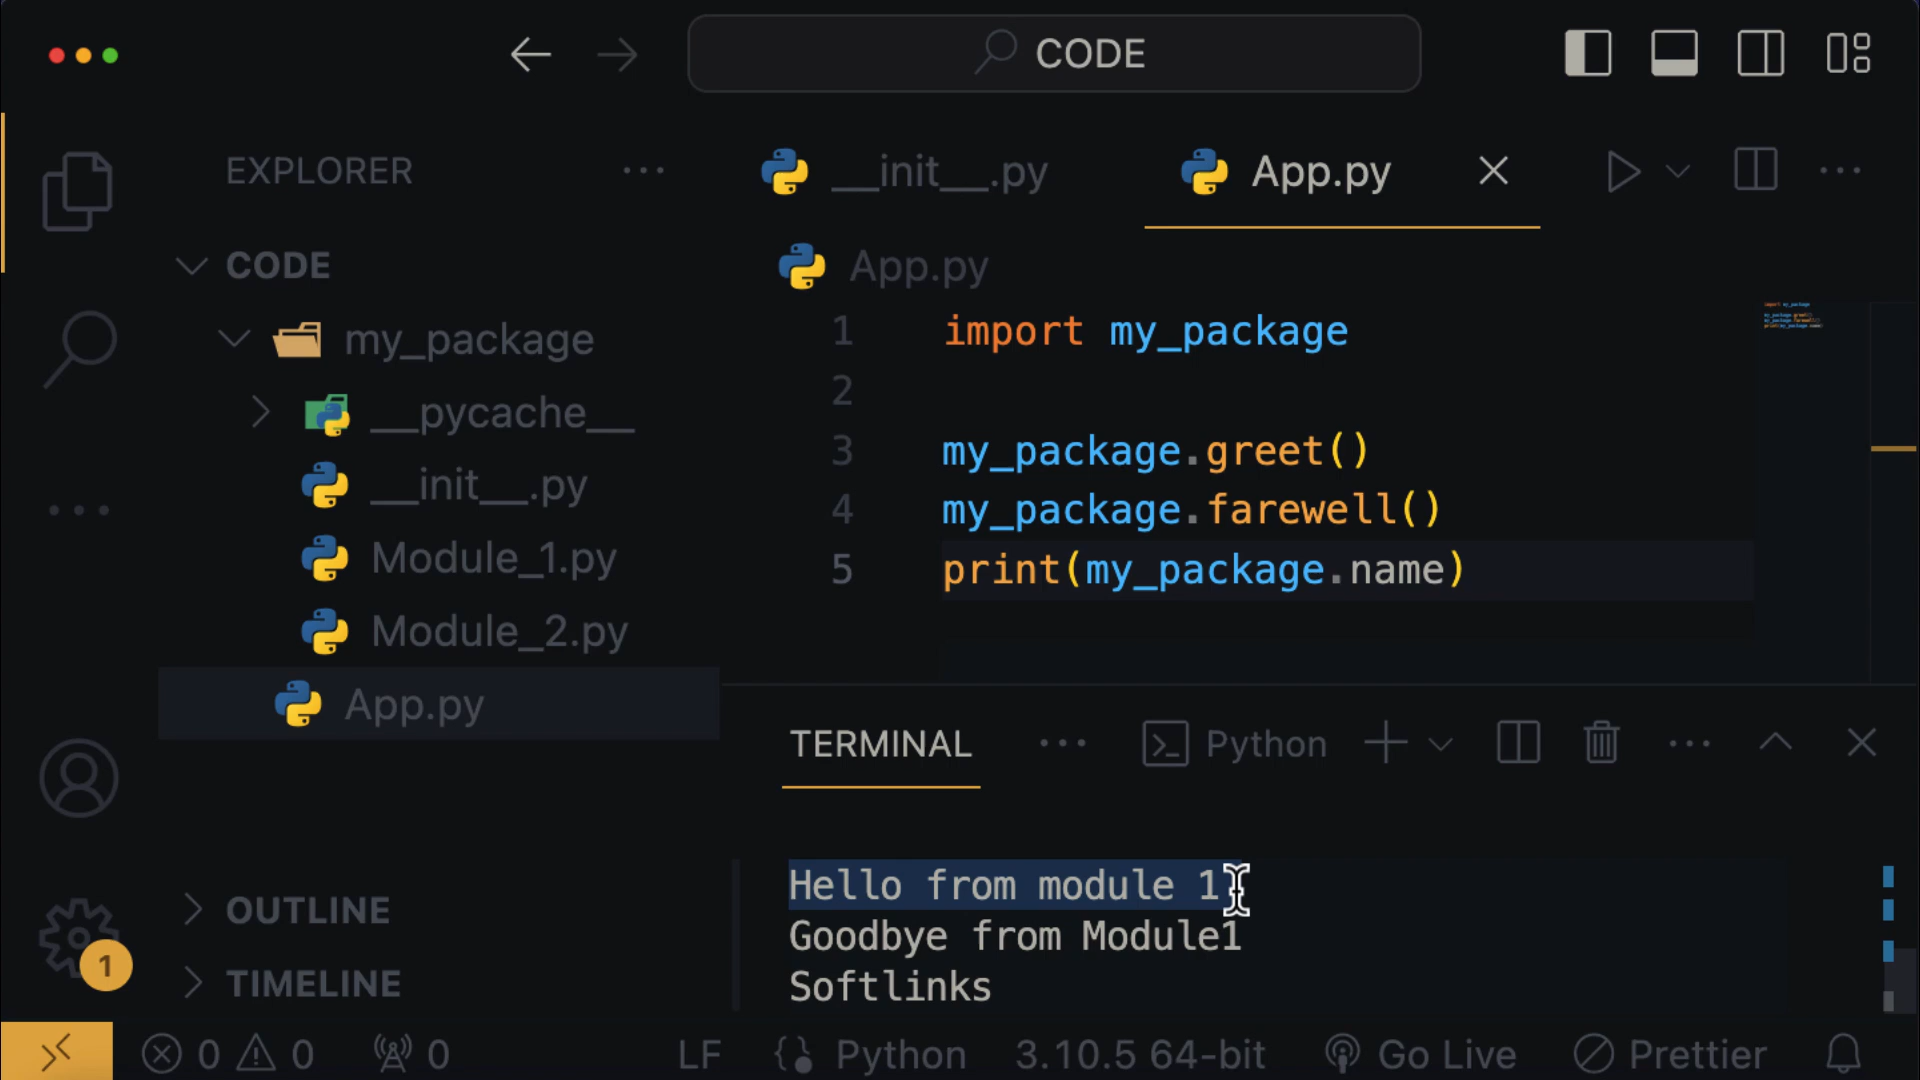 CODE
EXPLORER
CODE
my_package
__pycache__
__init__.py
Module_1.py
Module_2.py
App.py
OUTLINE
TIMELINE
1
__init__.py
App.py
App.py
1 import my_package
2
3 my_package.greet()
4 my_package.farewell()
5 print(my_package.name)
TERMINAL
Python
Hello from module 1
Goodbye from Module1
Softlinks
0 0 0 LF Python 3.10.5 64-bit Go Live Prettier